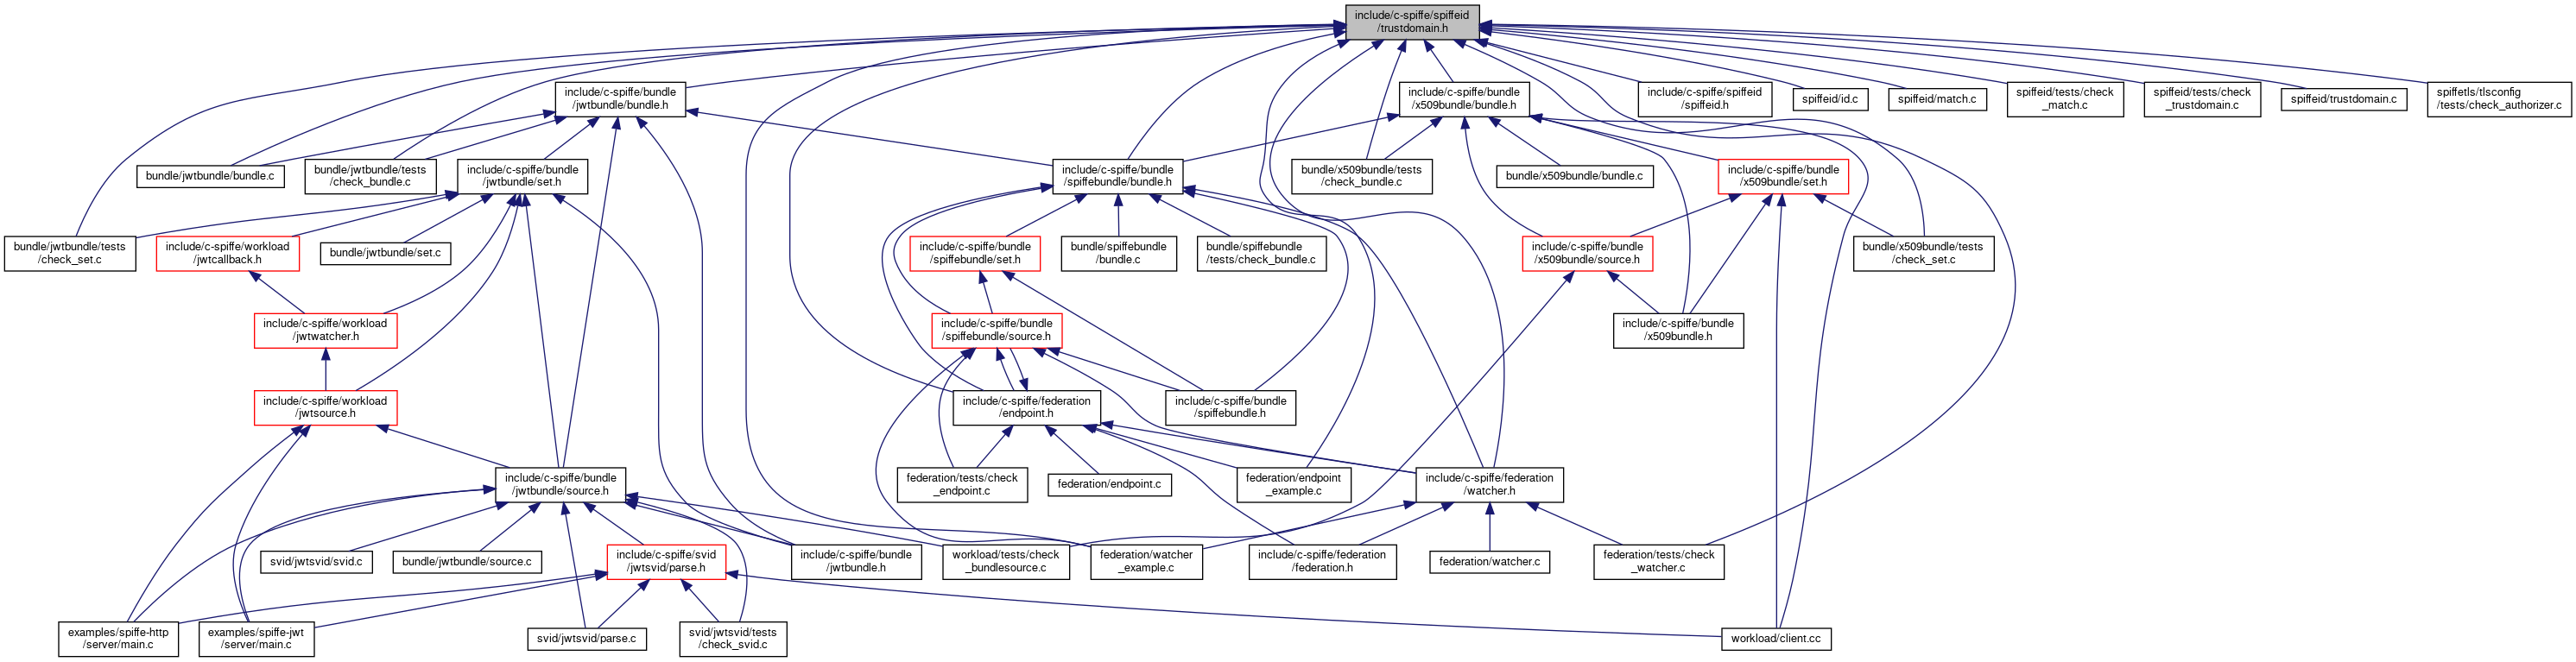 include/c-spiffe/spiffeid
/trustdomain.h
include/c-spiffe/bundle
/jwtbundle/bundle.h
include/c-spiffe/bundle
/x509bundle/bundle.h
include/c-spiffe/spiffeid
/spiffeid.h
spiffeid/id.c
spiffeid/match.c
spiffeid/tests/check
_match.c
spiffeid/tests/check
_trustdomain.c
spiffeid/trustdomain.c
spiffetls/tlsconfig
/tests/check_authorizer.c
bundle/jwtbundle/bundle.c
bundle/jwtbundle/tests
/check_bundle.c
include/c-spiffe/bundle
/jwtbundle/set.h
include/c-spiffe/bundle
/spiffebundle/bundle.h
bundle/x509bundle/tests
/check_bundle.c
bundle/x509bundle/bundle.c
include/c-spiffe/bundle
/x509bundle/set.h
bundle/jwtbundle/tests
/check_set.c
include/c-spiffe/workload
/jwtcallback.h
bundle/jwtbundle/set.c
include/c-spiffe/bundle
/spiffebundle/set.h
bundle/spiffebundle
/bundle.c
bundle/spiffebundle
/tests/check_bundle.c
include/c-spiffe/bundle
/x509bundle/source.h
bundle/x509bundle/tests
/check_set.c
include/c-spiffe/workload
/jwtwatcher.h
include/c-spiffe/bundle
/spiffebundle/source.h
include/c-spiffe/bundle
/x509bundle.h
include/c-spiffe/workload
/jwtsource.h
include/c-spiffe/federation
/endpoint.h
include/c-spiffe/bundle
/spiffebundle.h
include/c-spiffe/bundle
/jwtbundle/source.h
federation/tests/check
_endpoint.c
federation/endpoint.c
federation/endpoint
_example.c
include/c-spiffe/federation
/watcher.h
svid/jwtsvid/svid.c
bundle/jwtbundle/source.c
include/c-spiffe/svid
/jwtsvid/parse.h
include/c-spiffe/bundle
/jwtbundle.h
workload/tests/check
_bundlesource.c
federation/watcher
_example.c
include/c-spiffe/federation
/federation.h
federation/watcher.c
federation/tests/check
_watcher.c
examples/spiffe-http
/server/main.c
examples/spiffe-jwt
/server/main.c
svid/jwtsvid/parse.c
svid/jwtsvid/tests
/check_svid.c
workload/client.cc